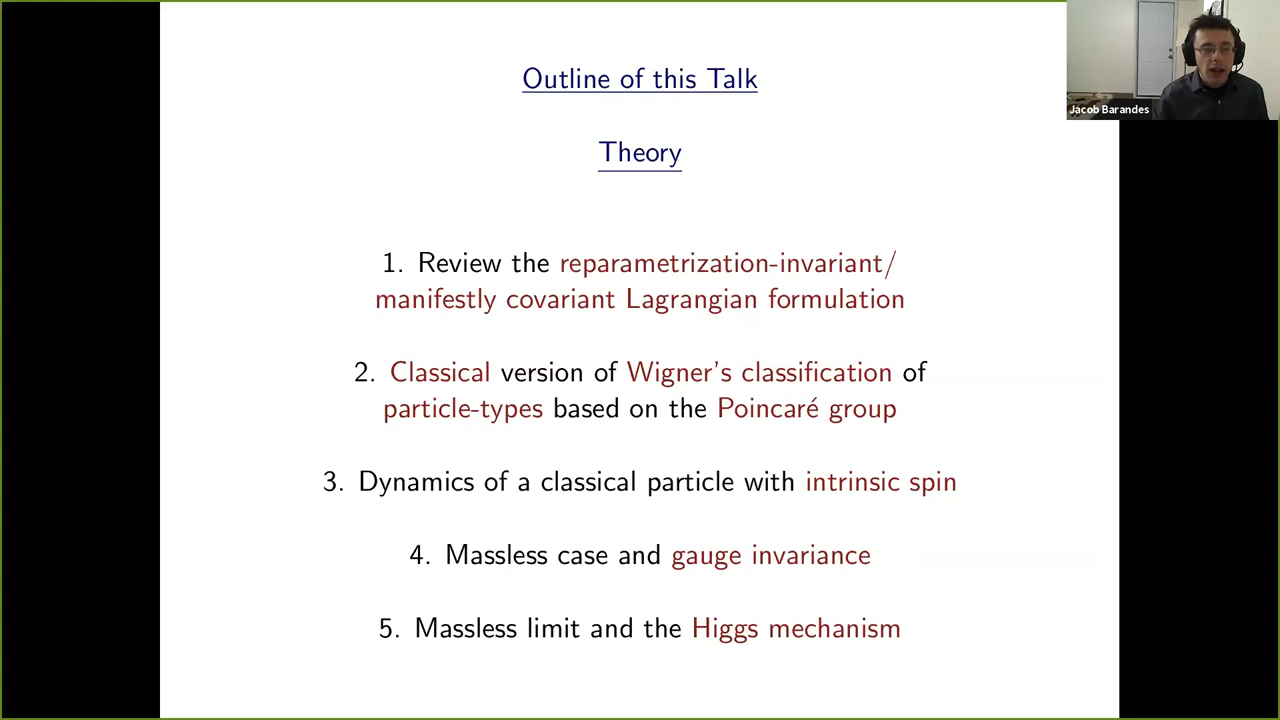 Outline of this Talk
Jacob Barandes
Theory
1. Review the reparametrization-invariant/
manifestly covariant Lagrangian formulation
2. Classical version of Wigner's classification of
particle-types based on the Poincaré group
3. Dynamics of a classical particle with intrinsic spin
4. Massless case and gauge invariance
5. Massless limit and the Higgs mechanism